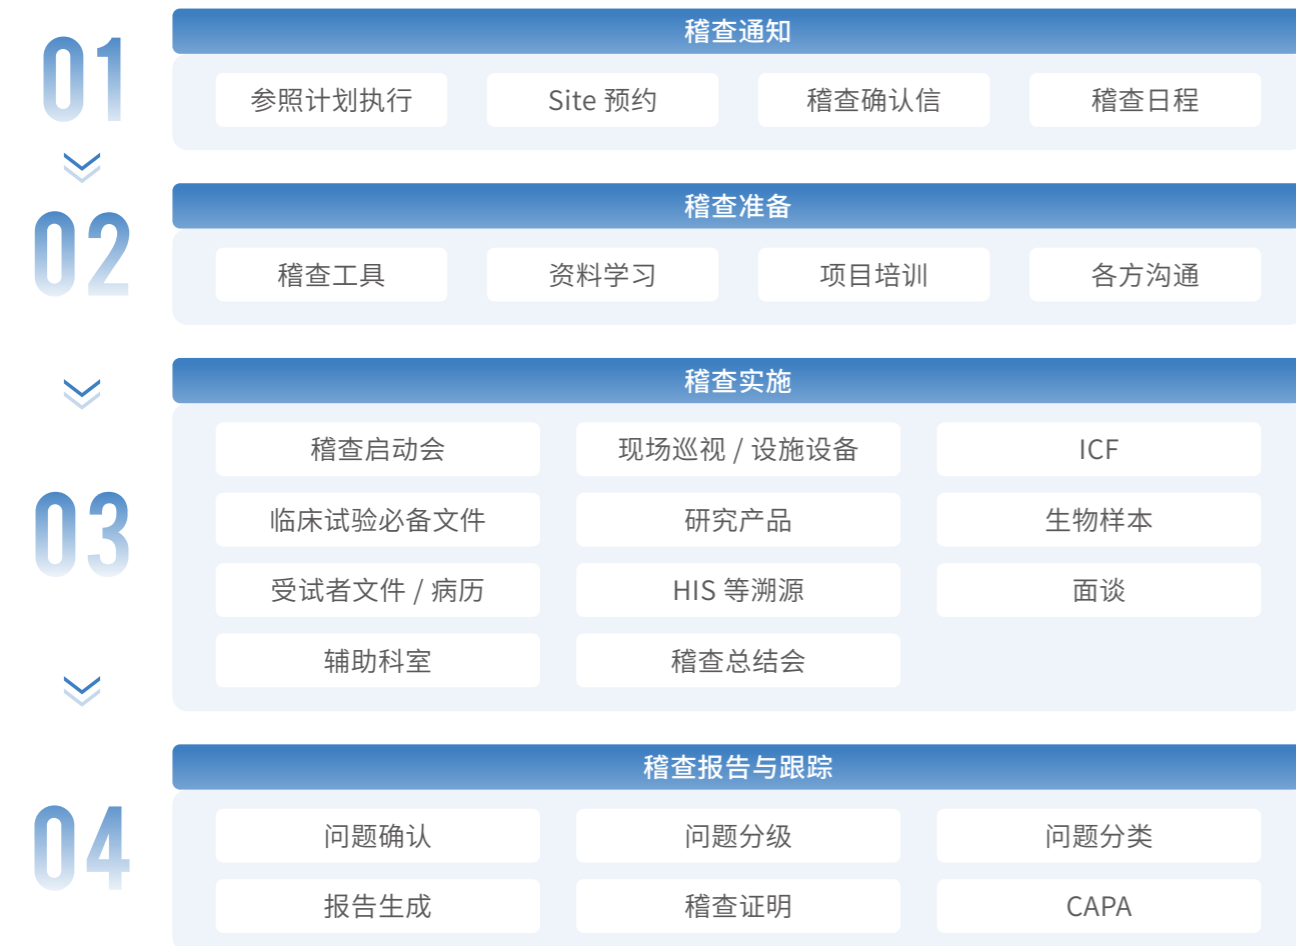 01
稽查通知
参照计划执行
Site 预约
稽查确认信
稽查日程
02
稽查准备
稽查工具
资料学习
项目培训
各方沟通
03
稽查实施
稽查启动会
现场巡视 / 设施设备
ICF
临床试验必备文件
研究产品
生物样本
受试者文件 / 病历
HIS 等溯源
面谈
辅助科室
稽查总结会
04
稽查报告与跟踪
问题确认
问题分级
问题分类
报告生成
稽查证明
CAPA